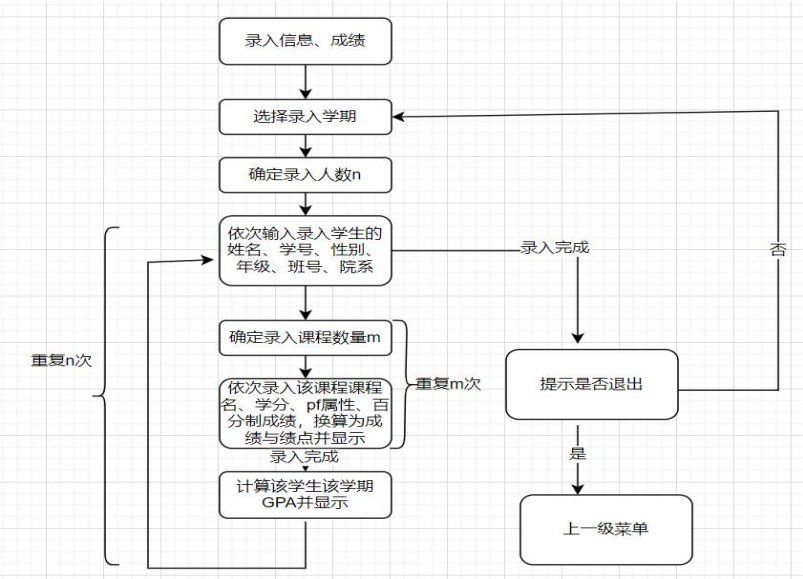 录入信息、成绩
选择录入学期
确定录入人数n
依次输入录入学生的
姓名、学号、性别、
年级、班号、院系
录入完成
否
确定录入课程数量m
重复n次
重复m次
提示是否退出
依次录入该课程课程
名、学分、pf属性、百
分制成绩，换算为成
绩与绩点并显示
录入完成
是
计算该学生该学期
GPA并显示
上一级菜单